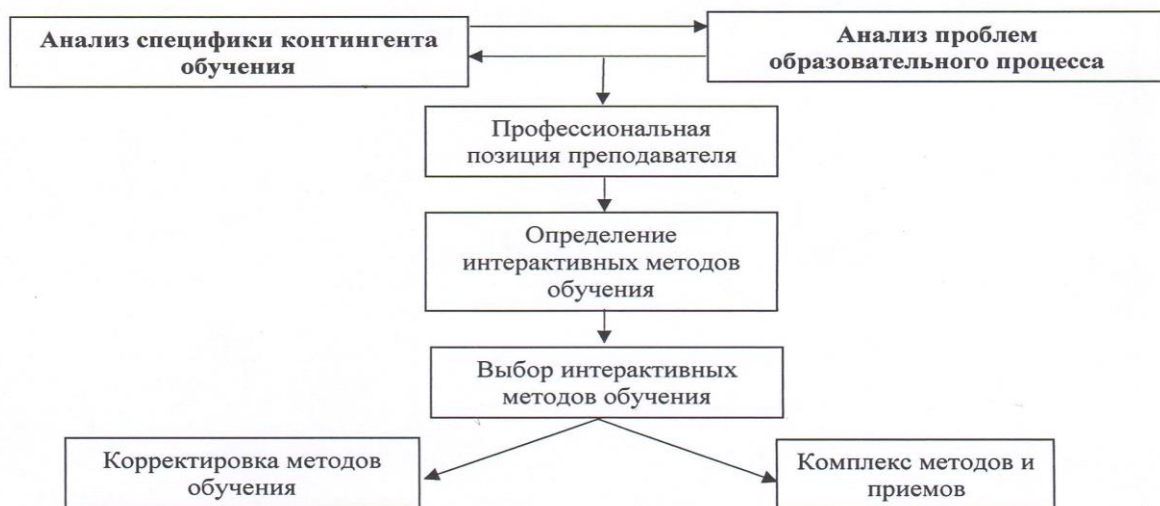 Анализ специфики контингента
обучения
Анализ проблем
образовательного процесса
Профессиональная
позиция преподавателя
Определение
интерактивных методов
обучения
Выбор интерактивных
методов обучения
Корректировка методов
обучения
Комплекс методов и
приемов